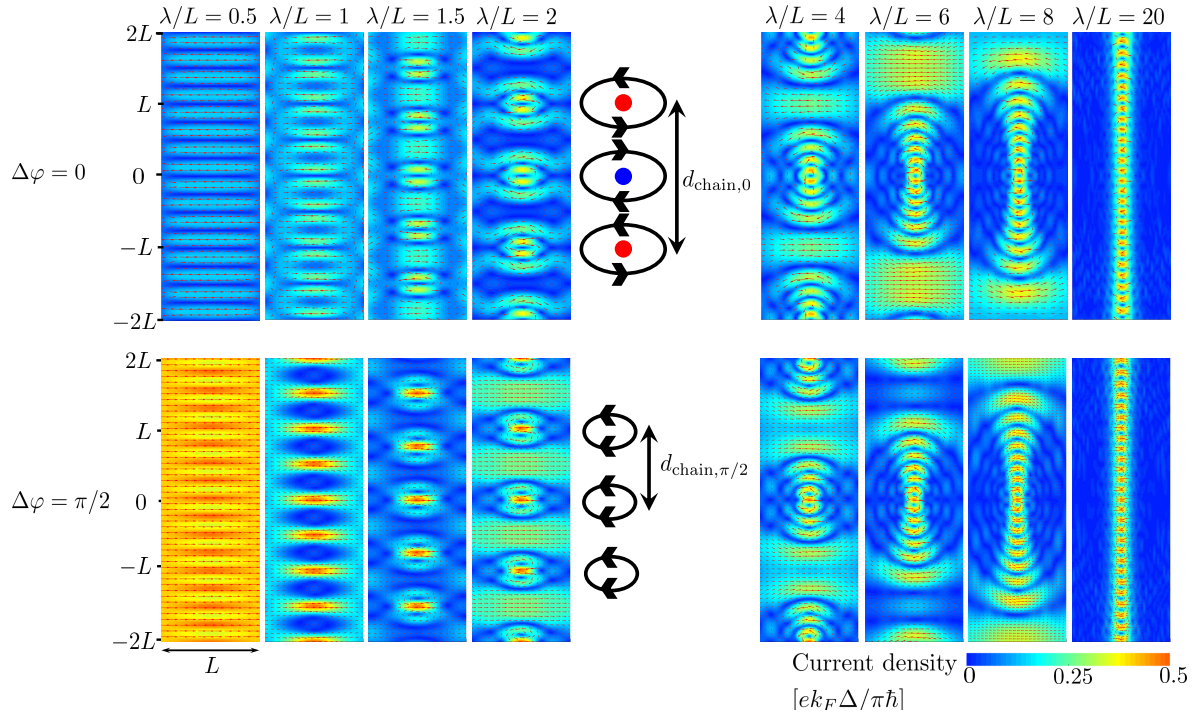 λ/L = 0.5 λ/L = 1 λ/L = 1.5 λ/L = 2 λ/L = 4 λ/L = 6 λ/L = 8 λ/L = 20
2L
L
Δφ = 0
0
−L
−2L
d_chain,0
2L
L
Δφ = π/2
0
−L
−2L
d_chain,π/2
L
Current density
0 0.25 0.5
[ek_FΔ/πħ]